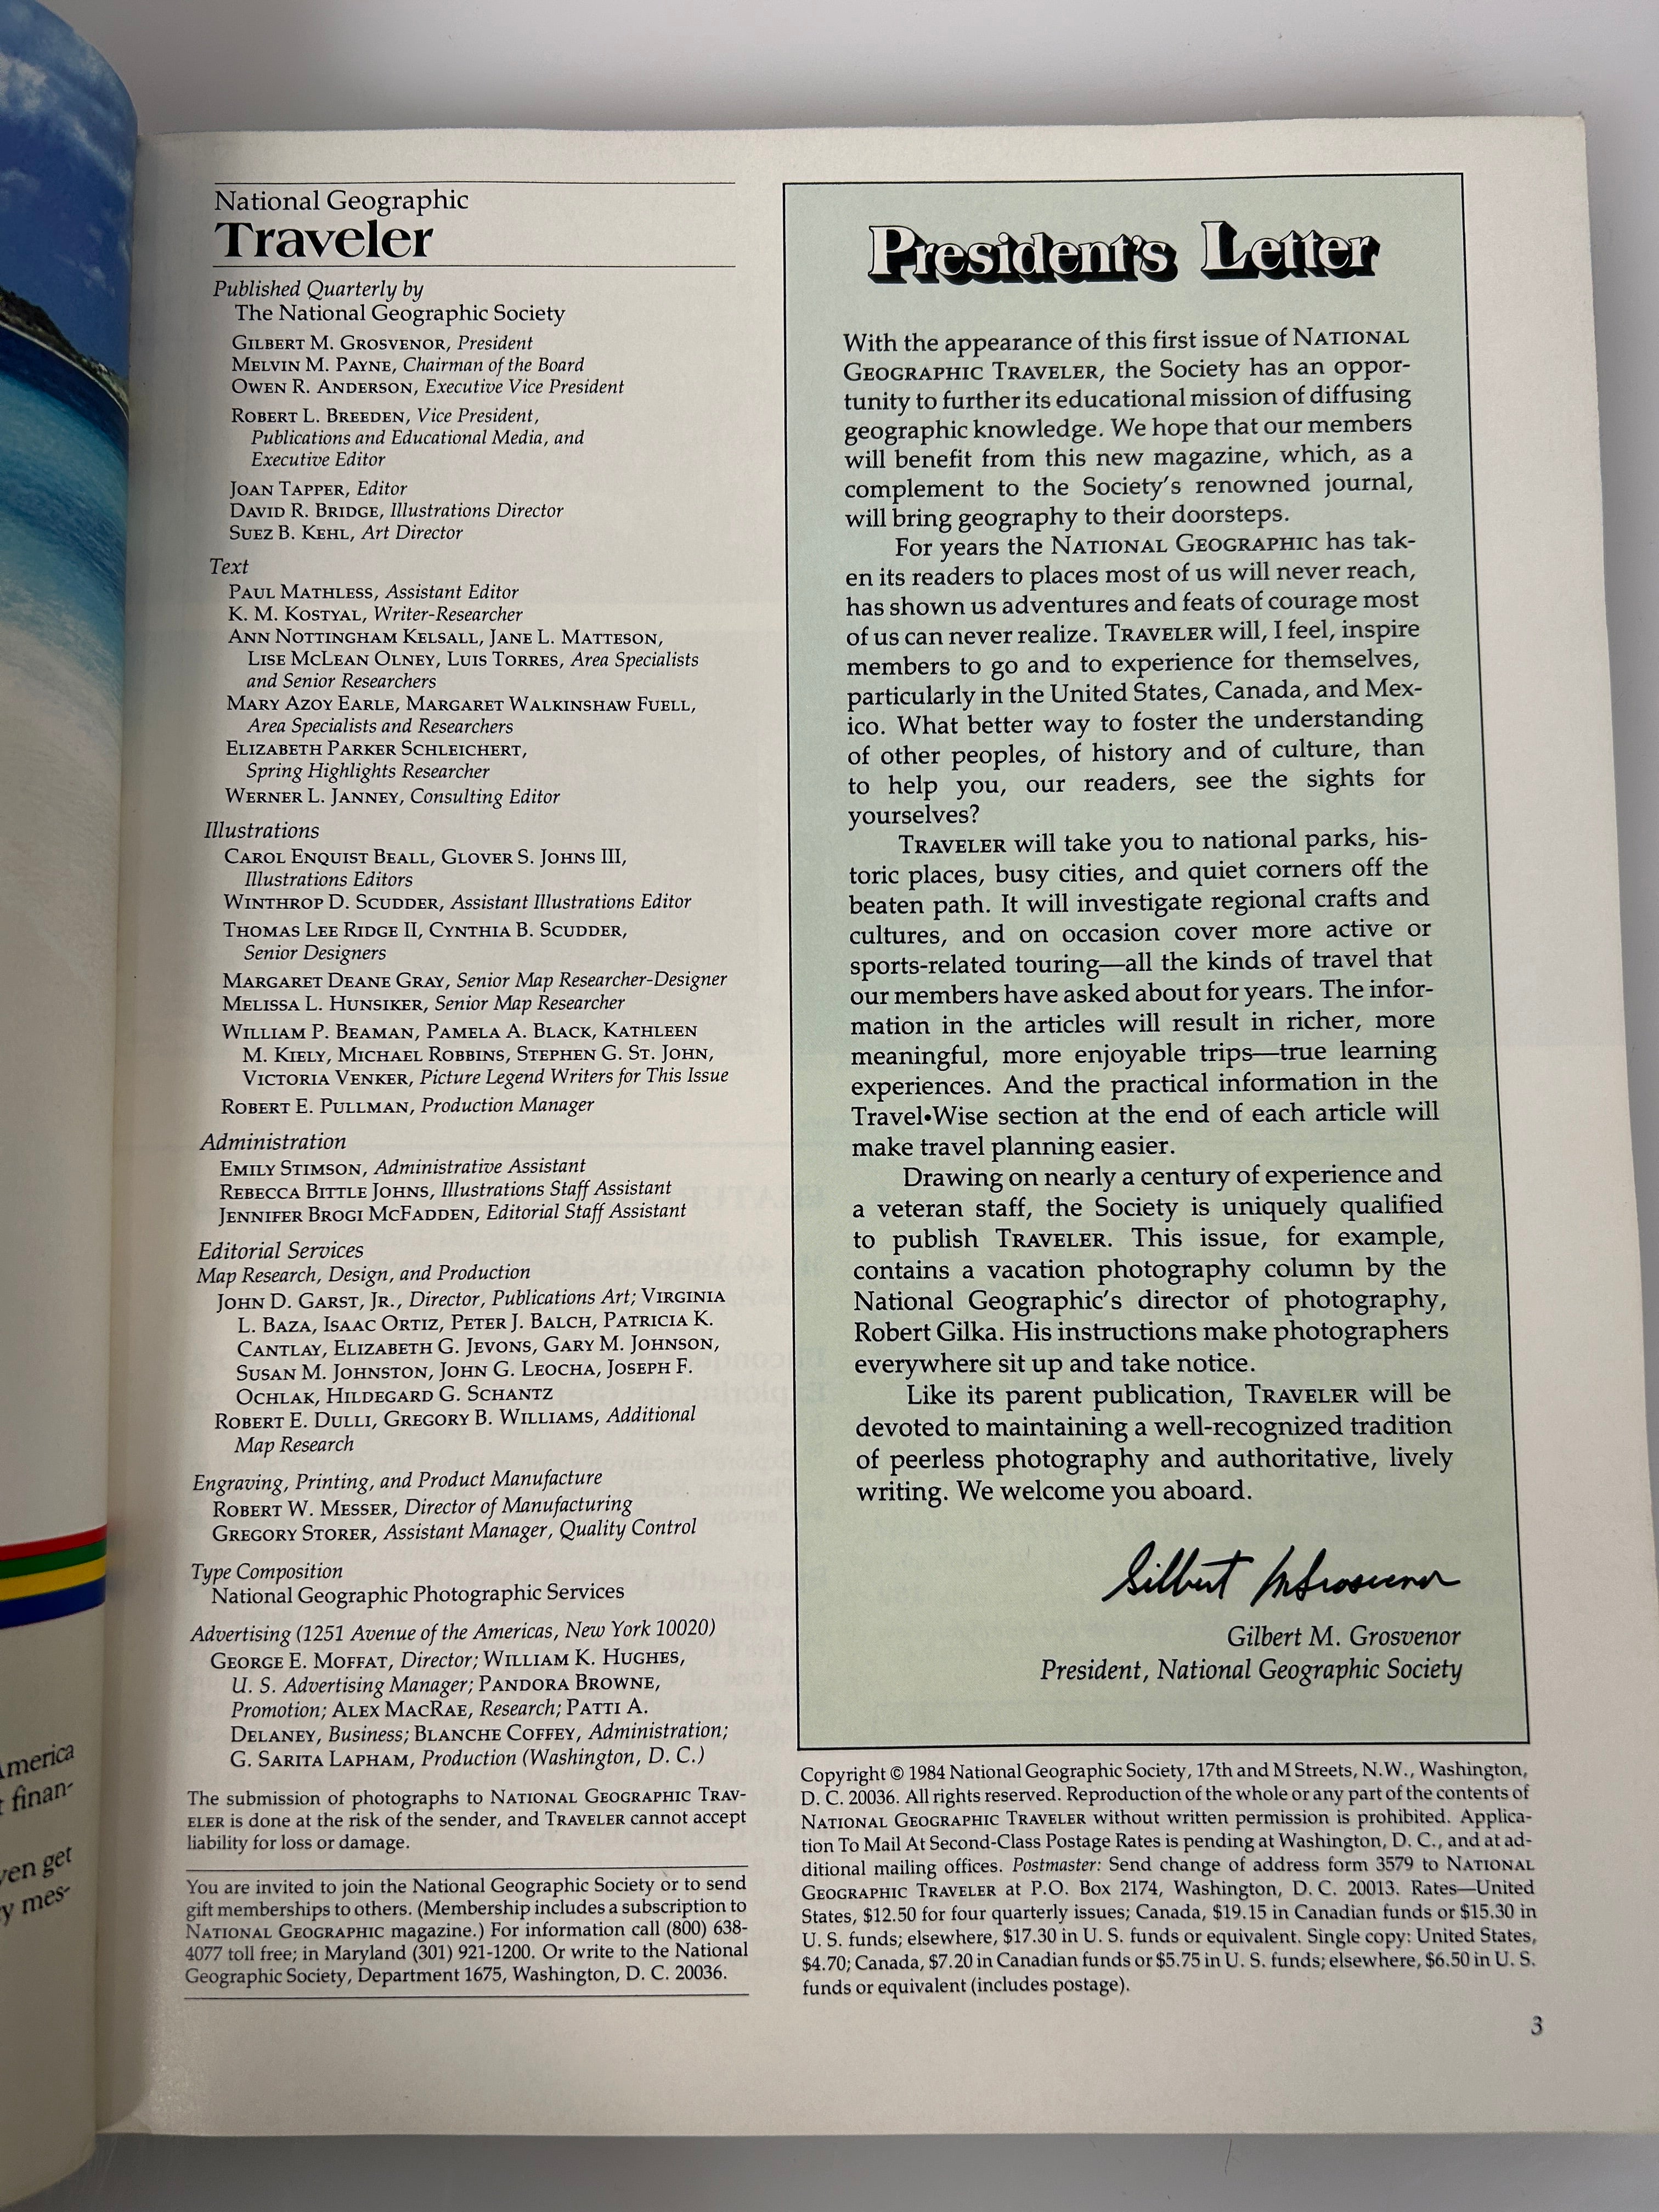 National Geographic
Traveler
Published Quarterly by
The National Geographic Society
GILBERT M. GROSVENOR, President
MELVIN M. PAYNE, Chairman of the Board
OWEN R. ANDERSON, Executive Vice President
ROBERT L. BREEDEN, Vice President,
Publications and Educational Media, and
Executive Editor
JOAN TAPPER, Editor
DAVID R. BRIDGE, Illustrations Director
SUEZ B. KEHL, Art Director
Text
PAUL MATHLESS, Assistant Editor
K. M. KOSTYAL, Writer-Researcher
ANN NOTTINGHAM KELSALL, JANE L. MATTESON,
LISE MCLEAN OLNEY, LUIS TORRES, Area Specialists
and Senior Researchers
MARY AZOY EARLE, MARGARET WALKINSHAW FUELL,
Area Specialists and Researchers
ELIZABETH PARKER SCHLEICHERT,
Spring Highlights Researcher
WERNER L. JANNEY, Consulting Editor
Illustrations
CAROL ENQUIST BEALL, GLOVER S. JOHNS III,
Illustrations Editors
WINTHROP D. SCUDDER, Assistant Illustrations Editor
THOMAS LEE RIDGE II, CYNTHIA B. SCUDDER,
Senior Designers
MARGARET DEANE GRAY, Senior Map Researcher-Designer
MELISSA L. HUNSIKER, Senior Map Researcher
WILLIAM P. BEAMAN, PAMELA A. BLACK, KATHLEEN
M. KIELY, MICHAEL ROBBINS, STEPHEN G. ST. JOHN,
VICTORIA VENKER, Picture Legend Writers for This Issue
ROBERT E. PULLMAN, Production Manager
Administration
EMILY STIMSON, Administrative Assistant
REBECCA BITTLE JOHNS, Illustrations Staff Assistant
JENNIFER BROGI MCFADDEN, Editorial Staff Assistant
Editorial Services
Map Research, Design, and Production
JOHN D. GARST, JR., Director, Publications Art; VIRGINIA
L. BAZA, ISAAC ORTIZ, PETER J. BALCH, PATRICIA K.
CANTLAY, ELIZABETH G. JEVONS, GARY M. JOHNSON,
SUSAN M. JOHNSTON, JOHN G. LEOCHA, JOSEPH F.
OCHLAK, HILDEGARD G. SCHANTZ
ROBERT E. DULLI, GREGORY B. WILLIAMS, Additional
Map Research
Engraving, Printing, and Product Manufacture
ROBERT W. MESSER, Director of Manufacturing
GREGORY STORER, Assistant Manager, Quality Control
Type Composition
National Geographic Photographic Services
Advertising (1251 Avenue of the Americas, New York 10020)
GEORGE E. MOFFAT, Director; WILLIAM K. HUGHES,
U. S. Advertising Manager; PANDORA BROWNE,
Promotion; ALEX MACRAE, Research; PATTI A.
DELANEY, Business; BLANCHE COFFEY, Administration;
G. SARITA LAPHAM, Production (Washington, D. C.)
The submission of photographs to NATIONAL GEOGRAPHIC TRAV-
ELER is done at the risk of the sender, and TRAVELER cannot accept
liability for loss or damage.
You are invited to join the National Geographic Society or to send
gift memberships to others. (Membership includes a subscription to
NATIONAL GEOGRAPHIC magazine.) For information call (800) 638-
4077 toll free; in Maryland (301) 921-1200. Or write to the National
Geographic Society, Department 1675, Washington, D. C. 20036.
President's Letter
With the appearance of this first issue of NATIONAL
GEOGRAPHIC TRAVELER, the Society has an oppor-
tunity to further its educational mission of diffusing
geographic knowledge. We hope that our members
will benefit from this new magazine, which, as a
complement to the Society's renowned journal,
will bring geography to their doorsteps.
For years the NATIONAL GEOGRAPHIC has tak-
en its readers to places most of us will never reach,
has shown us adventures and feats of courage most
of us can never realize. TRAVELER will, I feel, inspire
members to go and to experience for themselves,
particularly in the United States, Canada, and Mex-
ico. What better way to foster the understanding
of other peoples, of history and of culture, than
to help you, our readers, see the sights for
yourselves?
TRAVELER will take you to national parks, his-
toric places, busy cities, and quiet corners off the
beaten path. It will investigate regional crafts and
cultures, and on occasion cover more active or
sports-related touring—all the kinds of travel that
our members have asked about for years. The infor-
mation in the articles will result in richer, more
meaningful, more enjoyable trips—true learning
experiences. And the practical information in the
Travel•Wise section at the end of each article will
make travel planning easier.
Drawing on nearly a century of experience and
a veteran staff, the Society is uniquely qualified
to publish TRAVELER. This issue, for example,
contains a vacation photography column by the
National Geographic's director of photography,
Robert Gilka. His instructions make photographers
everywhere sit up and take notice.
Like its parent publication, TRAVELER will be
devoted to maintaining a well-recognized tradition
of peerless photography and authoritative, lively
writing. We welcome you aboard.
Gilbert M Grosvenor
Gilbert M. Grosvenor
President, National Geographic Society
Copyright © 1984 National Geographic Society, 17th and M Streets, N.W., Washington,
D. C. 20036. All rights reserved. Reproduction of the whole or any part of the contents of
NATIONAL GEOGRAPHIC TRAVELER without written permission is prohibited. Applica-
tion To Mail At Second-Class Postage Rates is pending at Washington, D. C., and at ad-
ditional mailing offices. Postmaster: Send change of address form 3579 to NATIONAL
GEOGRAPHIC TRAVELER at P.O. Box 2174, Washington, D. C. 20013. Rates—United
States, $12.50 for four quarterly issues; Canada, $19.15 in Canadian funds or $15.30 in
U. S. funds; elsewhere, $17.30 in U. S. funds or equivalent. Single copy: United States,
$4.70; Canada, $7.20 in Canadian funds or $5.75 in U. S. funds; elsewhere, $6.50 in U. S.
funds or equivalent (includes postage).
3